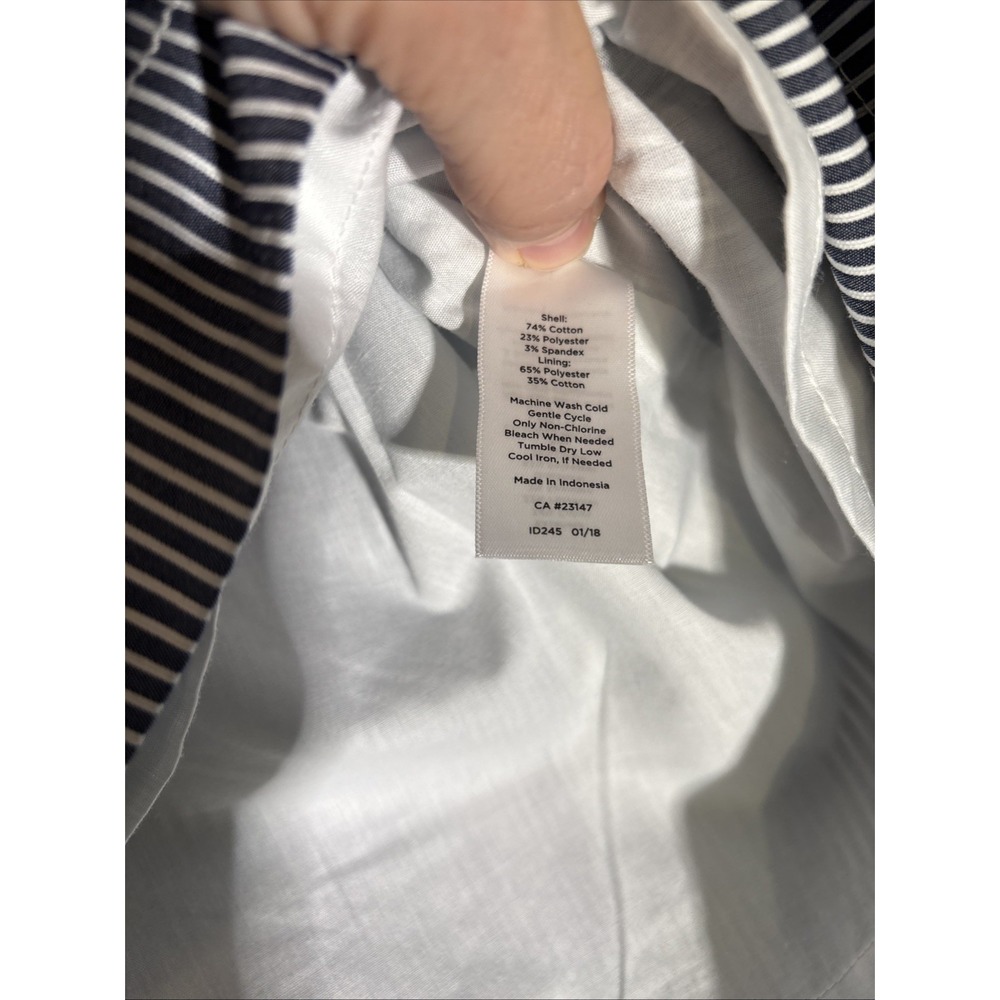 Shell:
74% Cotton
23% Polyester
3% Spandex
Lining:
65% Polyester
35% Cotton
Machine Wash Cold
Gentle Cycle
Only Non-Chlorine
Bleach When Needed
Tumble Dry Low
Cool Iron, If Needed
Made In Indonesia
CA #23147
ID245 01/18